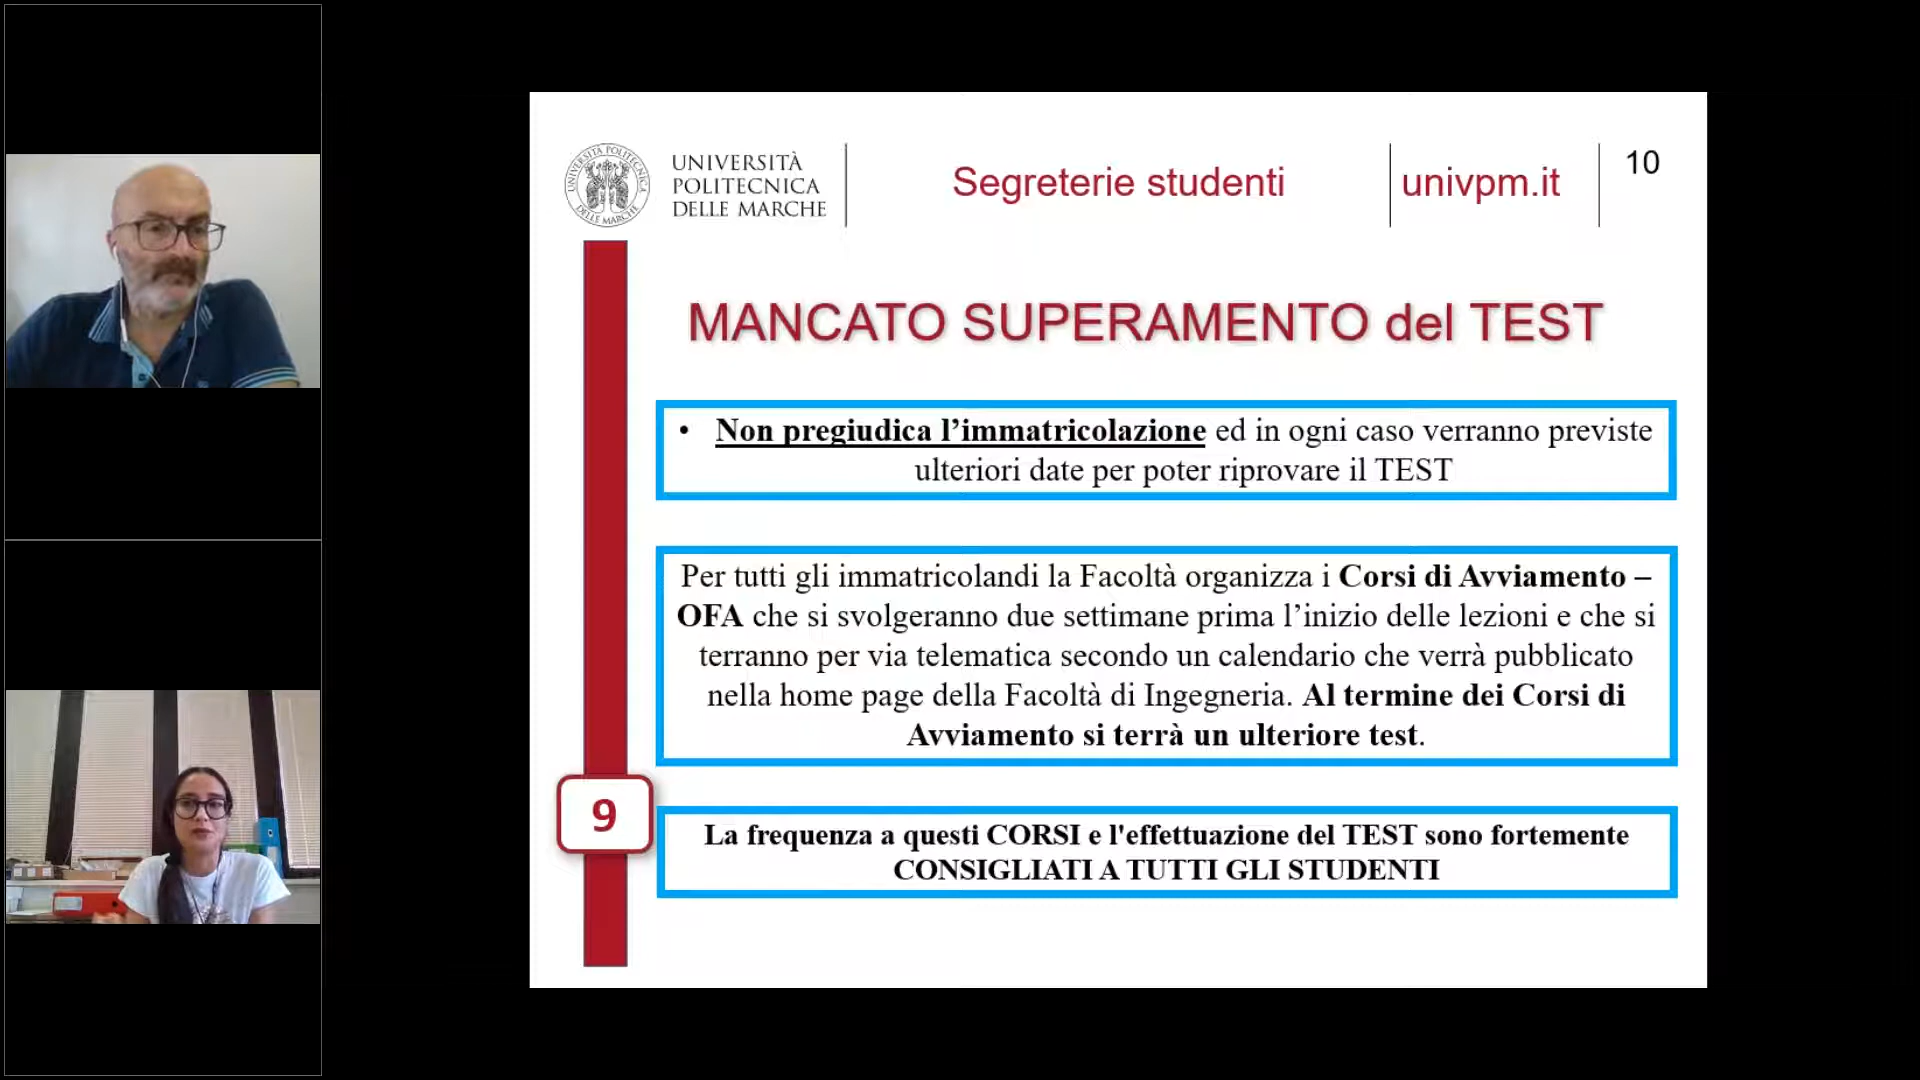 UNIVERSITÀ POLITECNICA
DELLE MARCHE
UNIVERSITÀ
POLITECNICA
DELLE MARCHE
Segreterie studenti
univpm.it
10
MANCATO SUPERAMENTO del TEST
• Non pregiudica l’immatricolazione ed in ogni caso verranno previste
ulteriori date per poter riprovare il TEST
Per tutti gli immatricolandi la Facoltà organizza i Corsi di Avviamento –
OFA che si svolgeranno due settimane prima l’inizio delle lezioni e che si
terranno per via telematica secondo un calendario che verrà pubblicato
nella home page della Facoltà di Ingegneria. Al termine dei Corsi di
Avviamento si terrà un ulteriore test.
9
La frequenza a questi CORSI e l'effettuazione del TEST sono fortemente
CONSIGLIATI A TUTTI GLI STUDENTI